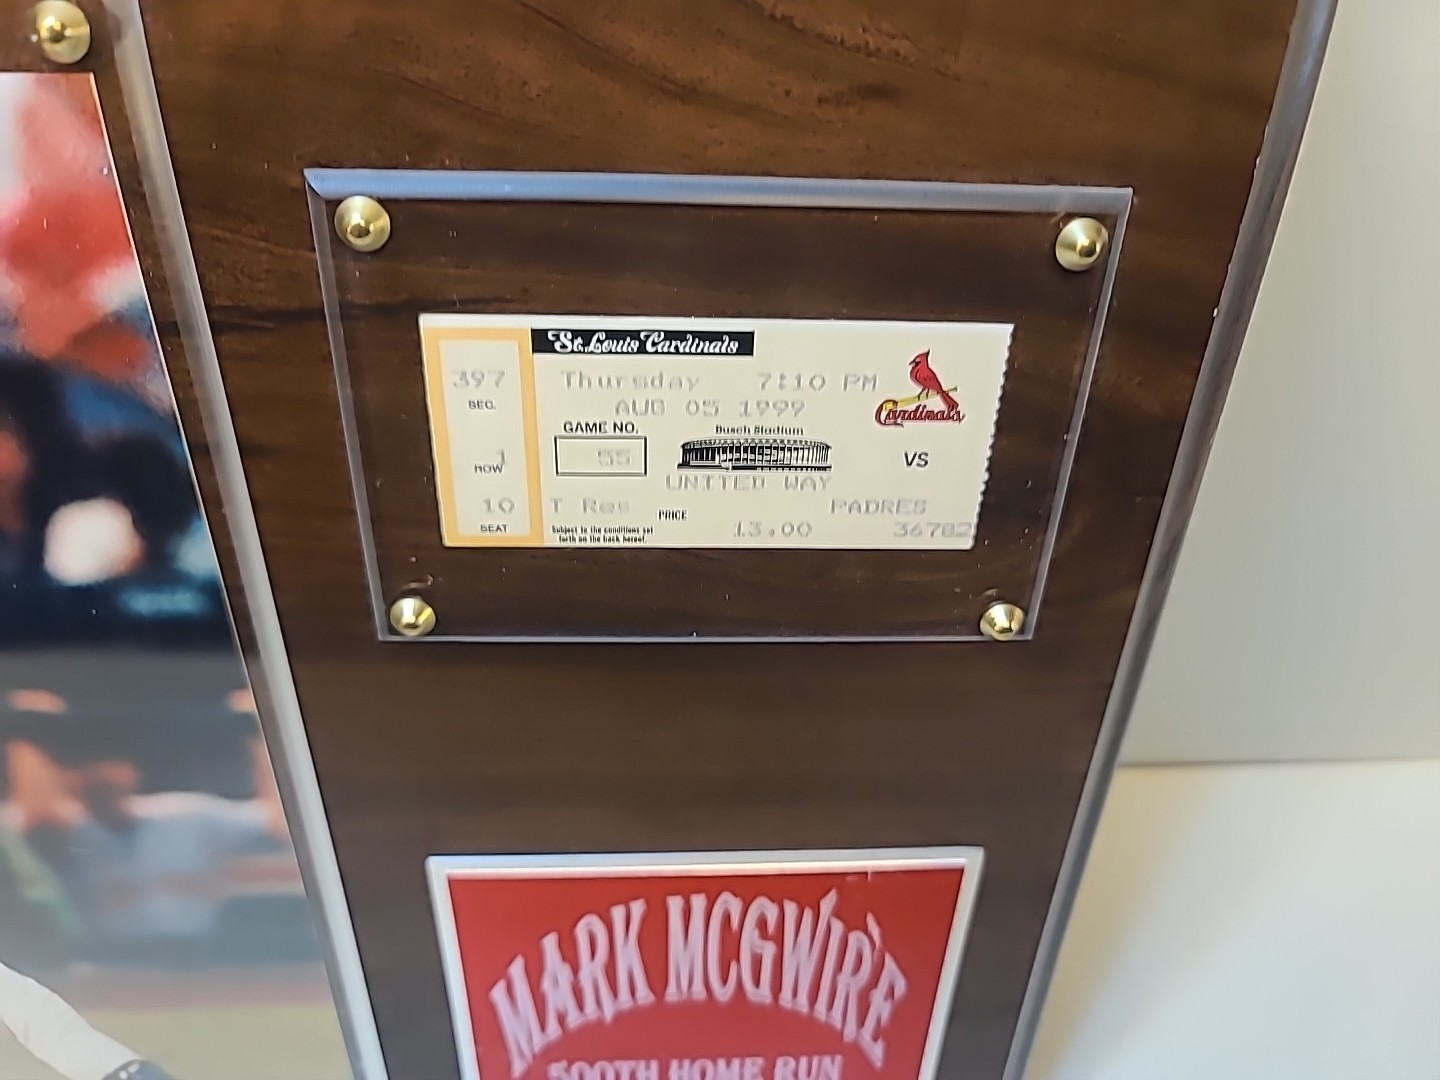 St. Louis Cardinals
397
SEC.
1
ROW
10
SEAT
Thursday 7:10 PM
AUG 05 1999
GAME NO.
55
Busch Stadium
UNITED WAY
T Res
PRICE
13.00
Subject to the conditions set
forth on the back hereof.
Cardinals
VS
PADRES
36782
MARK MCGWIRE
500TH HOME RUN